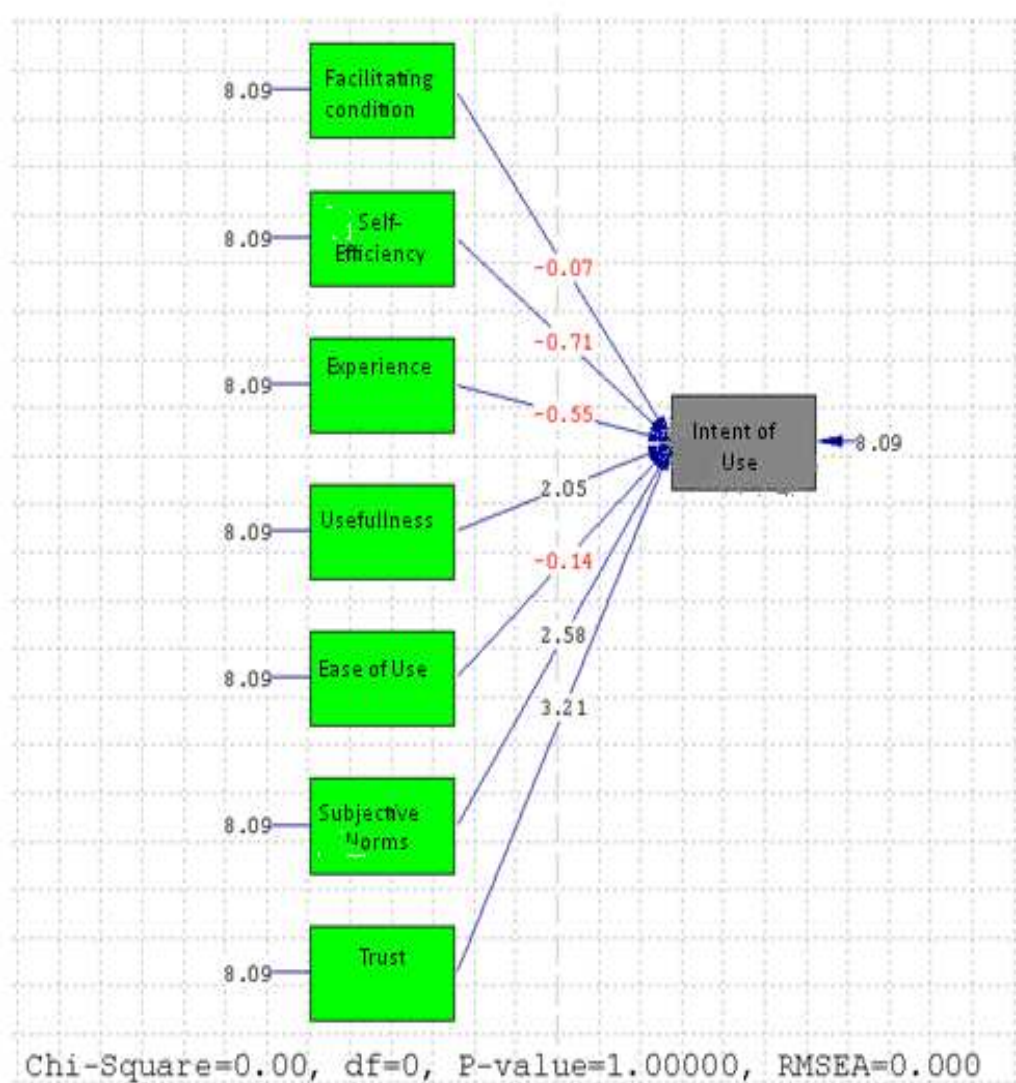 8.09
Facilitating
condition
8.09
Self-
Efficiency
-0.07
-0.71
8.09
Experience
-0.55
Intent of
Use
8.09
8.09
Usefullness
2.05
-0.14
8.09
Ease of Use
2.58
3.21
8.09
Subjective
Norms
8.09
Trust
Chi-Square=0.00, df=0, P-value=1.00000, RMSEA=0.000